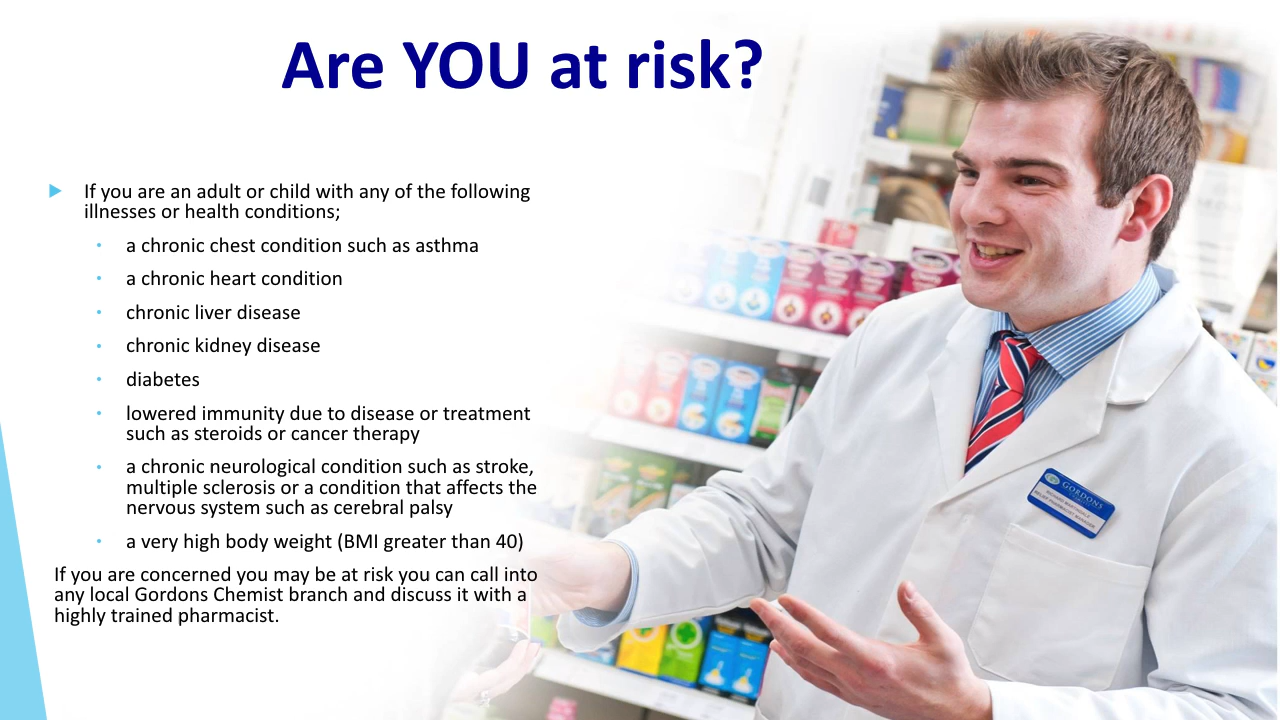 Are YOU at risk?
If you are an adult or child with any of the following
illnesses or health conditions;
a chronic chest condition such as asthma
a chronic heart condition
chronic liver disease
chronic kidney disease
diabetes
lowered immunity due to disease or treatment
such as steroids or cancer therapy
a chronic neurological condition such as stroke,
multiple sclerosis or a condition that affects the
nervous system such as cerebral palsy
a very high body weight (BMI greater than 40)
If you are concerned you may be at risk you can call into
any local Gordons Chemist branch and discuss it with a
highly trained pharmacist.
GORDONS